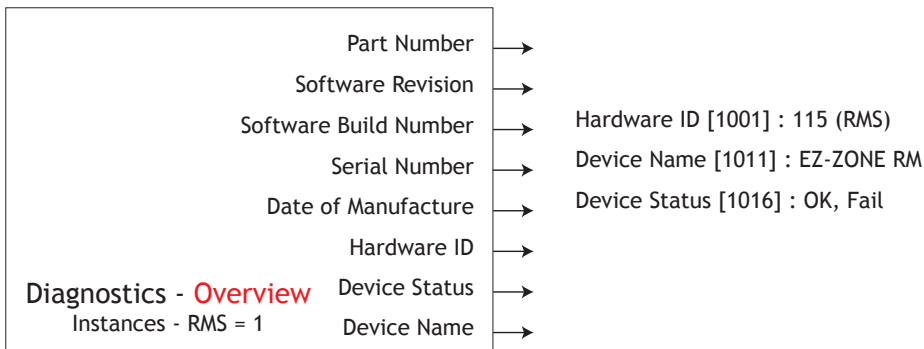 Part Number
Software Revision
Software Build Number
Serial Number
Date of Manufacture
Hardware ID
Device Status
Device Name
Diagnostics - Overview
Instances - RMS = 1
Hardware ID [1001] : 115 (RMS)
Device Name [1011] : EZ-ZONE RM
Device Status [1016] : OK, Fail